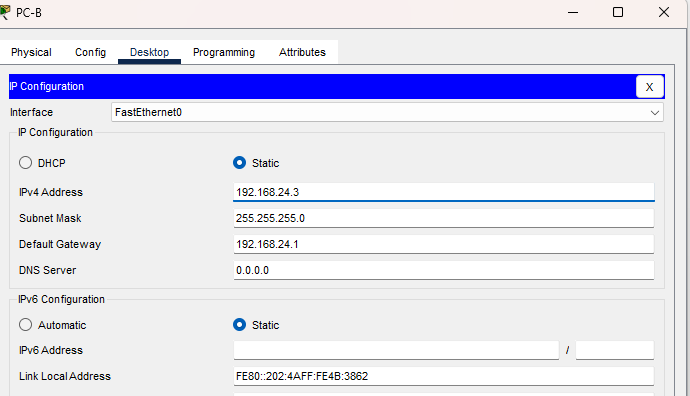 PC-B
Physical Config Desktop Programming Attributes
IP Configuration X
Interface FastEthernet0
IP Configuration
DHCP Static
IPv4 Address 192.168.24.3
Subnet Mask 255.255.255.0
Default Gateway 192.168.24.1
DNS Server 0.0.0.0
IPv6 Configuration
Automatic Static
IPv6 Address /
Link Local Address FE80::202:4AFF:FE4B:3862